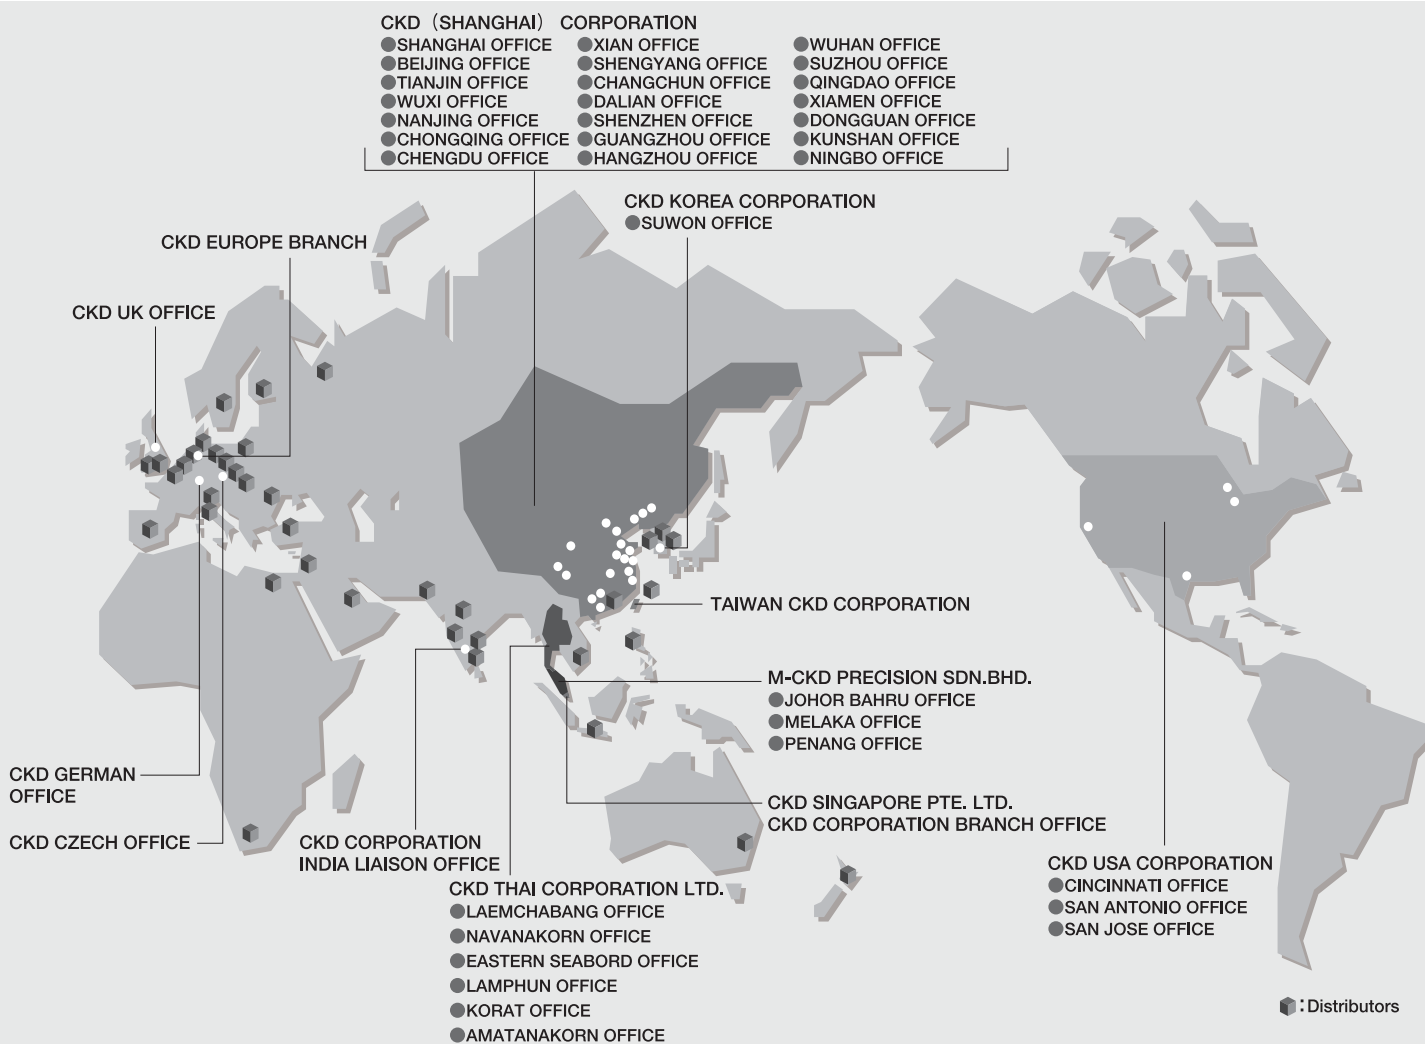 CKD（SHANGHAI） CORPORATION
●SHANGHAI OFFICE
●BEIJING OFFICE
●TIANJIN OFFICE
●WUXI OFFICE
●NANJING OFFICE
●CHONGQING OFFICE
●CHENGDU OFFICE
●XIAN OFFICE
●SHENGYANG OFFICE
●CHANGCHUN OFFICE
●DALIAN OFFICE
●SHENZHEN OFFICE
●GUANGZHOU OFFICE
●HANGZHOU OFFICE
●WUHAN OFFICE
●SUZHOU OFFICE
●QINGDAO OFFICE
●XIAMEN OFFICE
●DONGGUAN OFFICE
●KUNSHAN OFFICE
●NINGBO OFFICE
CKD KOREA CORPORATION
●SUWON OFFICE
CKD EUROPE BRANCH
CKD UK OFFICE
TAIWAN CKD CORPORATION
M-CKD PRECISION SDN.BHD.
●JOHOR BAHRU OFFICE
●MELAKA OFFICE
●PENANG OFFICE
CKD GERMAN
OFFICE
CKD CZECH OFFICE
CKD CORPORATION
INDIA LIAISON OFFICE
CKD SINGAPORE PTE. LTD.
CKD CORPORATION BRANCH OFFICE
CKD THAI CORPORATION LTD.
●LAEMCHABANG OFFICE
●NAVANAKORN OFFICE
●EASTERN SEABORD OFFICE
●LAMPHUN OFFICE
●KORAT OFFICE
●AMATANAKORN OFFICE
CKD USA CORPORATION
●CINCINNATI OFFICE
●SAN ANTONIO OFFICE
●SAN JOSE OFFICE
:Distributors